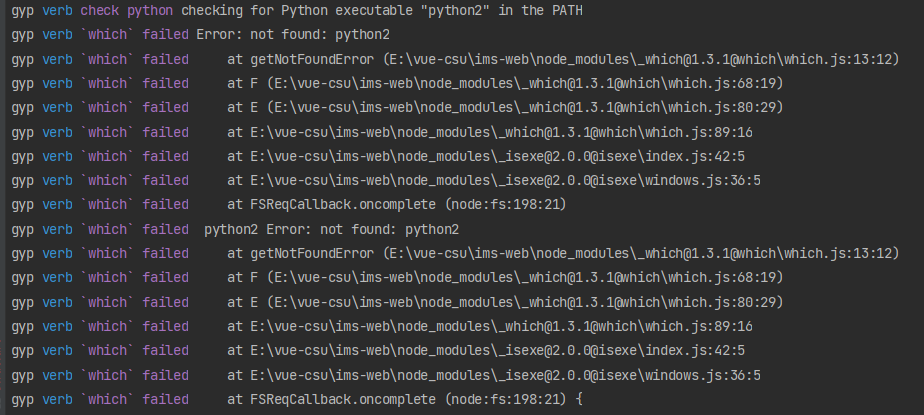 gyp verb check python checking for Python executable "python2" in the PATH
gyp verb `which` failed Error: not found: python2
gyp verb `which` failed     at getNotFoundError (E:\vue-csu\ims-web\node_modules\_which@1.3.1@which\which.js:13:12)
gyp verb `which` failed     at F (E:\vue-csu\ims-web\node_modules\_which@1.3.1@which\which.js:68:19)
gyp verb `which` failed     at E (E:\vue-csu\ims-web\node_modules\_which@1.3.1@which\which.js:80:29)
gyp verb `which` failed     at E:\vue-csu\ims-web\node_modules\_which@1.3.1@which\which.js:89:16
gyp verb `which` failed     at E:\vue-csu\ims-web\node_modules\_isexe@2.0.0@isexe\index.js:42:5
gyp verb `which` failed     at E:\vue-csu\ims-web\node_modules\_isexe@2.0.0@isexe\windows.js:36:5
gyp verb `which` failed     at FSReqCallback.oncomplete (node:fs:198:21)
gyp verb `which` failed  python2 Error: not found: python2
gyp verb `which` failed     at getNotFoundError (E:\vue-csu\ims-web\node_modules\_which@1.3.1@which\which.js:13:12)
gyp verb `which` failed     at F (E:\vue-csu\ims-web\node_modules\_which@1.3.1@which\which.js:68:19)
gyp verb `which` failed     at E (E:\vue-csu\ims-web\node_modules\_which@1.3.1@which\which.js:80:29)
gyp verb `which` failed     at E:\vue-csu\ims-web\node_modules\_which@1.3.1@which\which.js:89:16
gyp verb `which` failed     at E:\vue-csu\ims-web\node_modules\_isexe@2.0.0@isexe\index.js:42:5
gyp verb `which` failed     at E:\vue-csu\ims-web\node_modules\_isexe@2.0.0@isexe\windows.js:36:5
gyp verb `which` failed     at FSReqCallback.oncomplete (node:fs:198:21) {